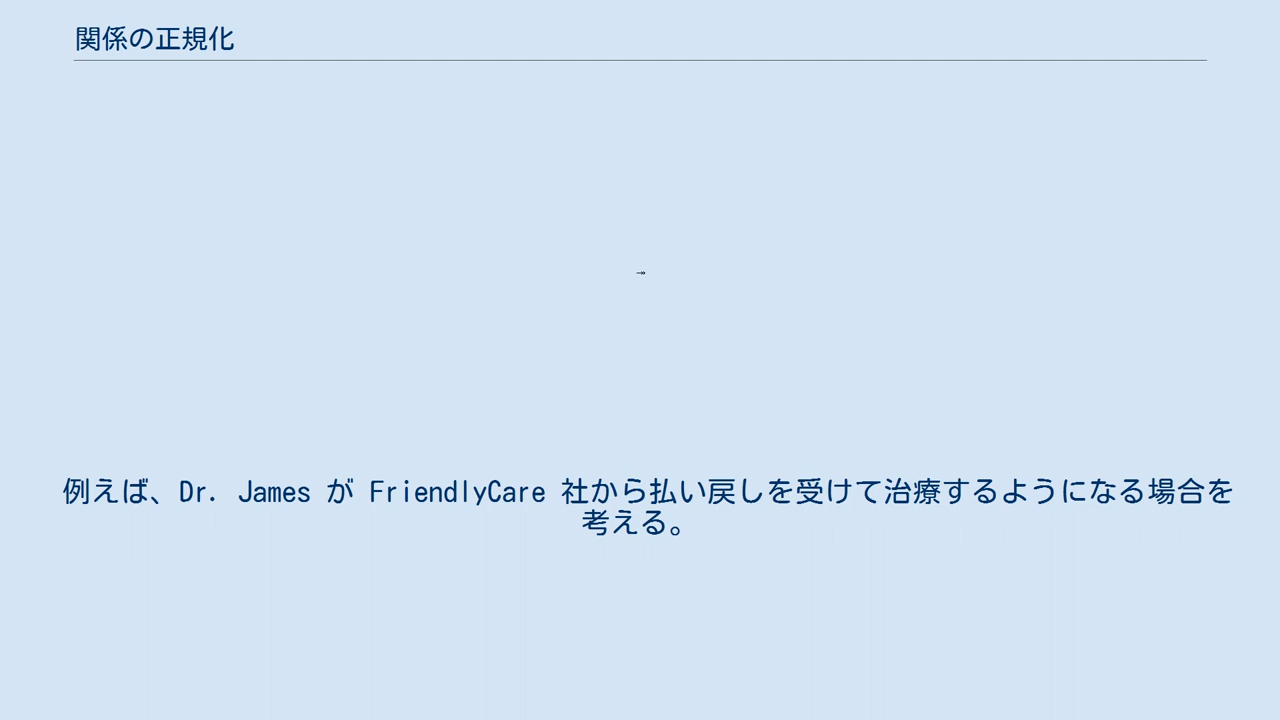 関係の正規化
↠
例えば、Dr. James が FriendlyCare 社から払い戻しを受けて治療するようになる場合を
考える。